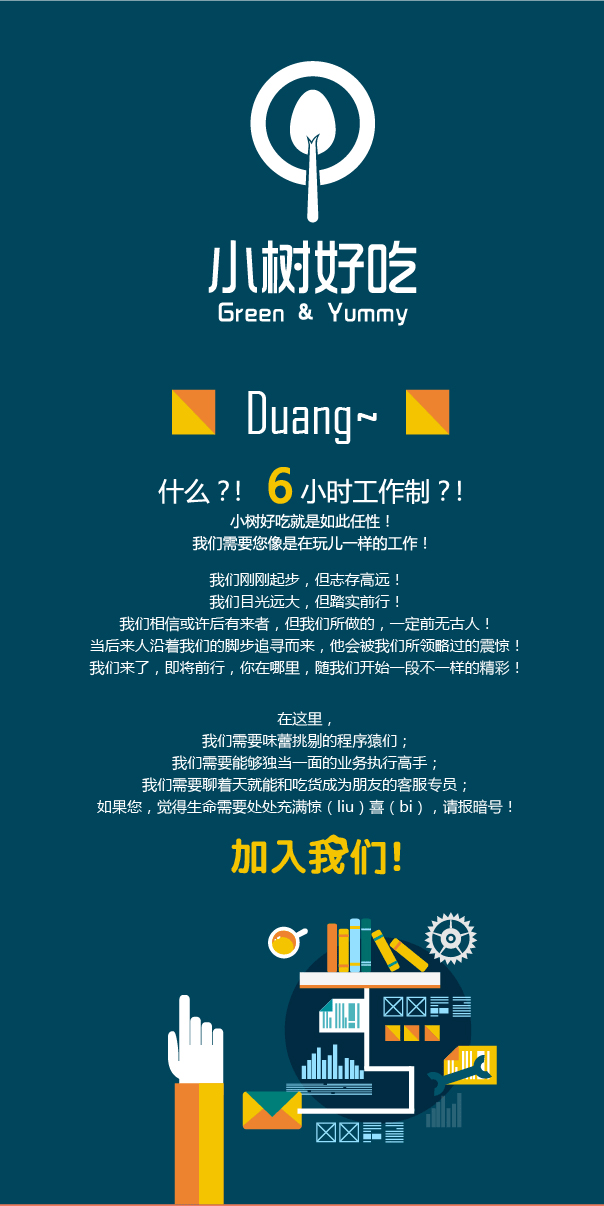 小树好吃
Green & Yummy
Duang~
什么?! 6 小时工作制?!
小树好吃就是如此任性！
我们需要您像是在玩儿一样的工作！
我们刚刚起步，但志存高远！
我们目光远大，但踏实前行！
我们相信或许后有来者，但我们所做的，一定前无古人！
当后来人沿着我们的脚步追寻而来，他会被我们所领略过的震惊！
我们来了，即将前行，你在哪里，随我们开始一段不一样的精彩！
在这里，
我们需要味蕾挑剔的程序猿们；
我们需要能够独当一面的业务执行高手；
我们需要聊着天就能和吃货成为朋友的客服专员；
如果您，觉得生命需要处处充满惊（liu）喜（bi），请报暗号！
加入我们!